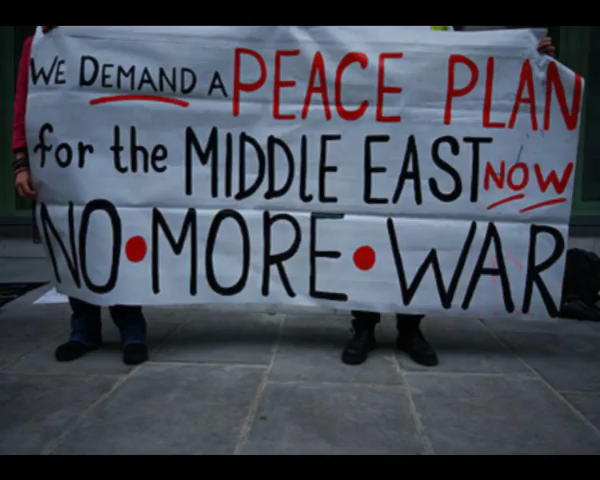 WE DEMAND A PEACE PLAN
for the MIDDLE EAST NOW
NO • MORE • WAR